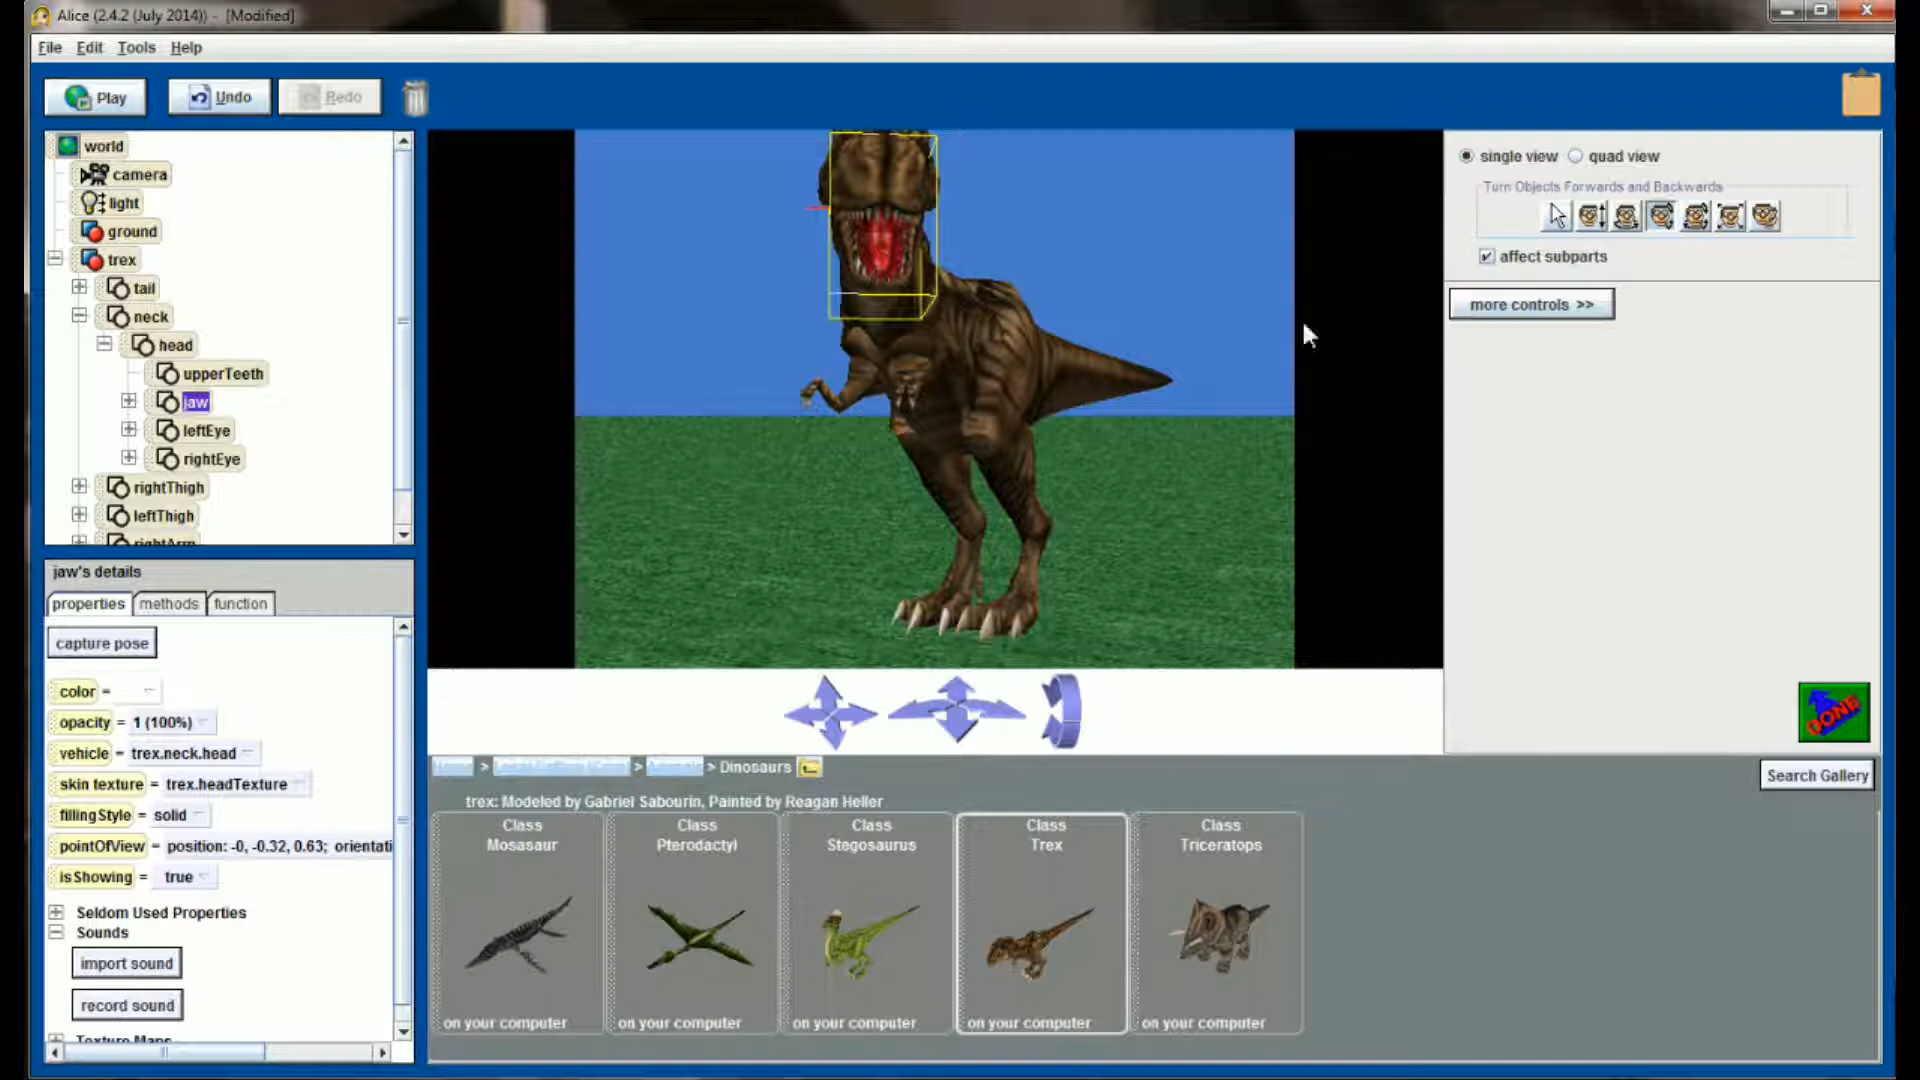 Alice (2.4.2 (July 2014)) - [Modified]
File Edit Tools Help
Play Undo Redo
world
camera
light
ground
trex
tail
neck
head
upperTeeth
jaw
leftEye
rightEye
rightThigh
leftThigh
rightArm
single view quad view
Turn Objects Forwards and Backwards
affect subparts
more controls >>
DONE
jaw's details
properties methods function
capture pose
color =
opacity = 1 (100%)
vehicle = trex.neck.head
skin texture = trex.headTexture
fillingStyle = solid
pointOfView = position: -0, -0.32, 0.63; orientati
isShowing = true
Seldom Used Properties
Sounds
import sound
record sound
Texture Maps
> > > Dinosaurs
Search Gallery
trex: Modeled by Gabriel Sabourin, Painted by Reagan Heller
Class Mosasaur
on your computer
Class Pterodactyl
on your computer
Class Stegosaurus
on your computer
Class Trex
on your computer
Class Triceratops
on your computer